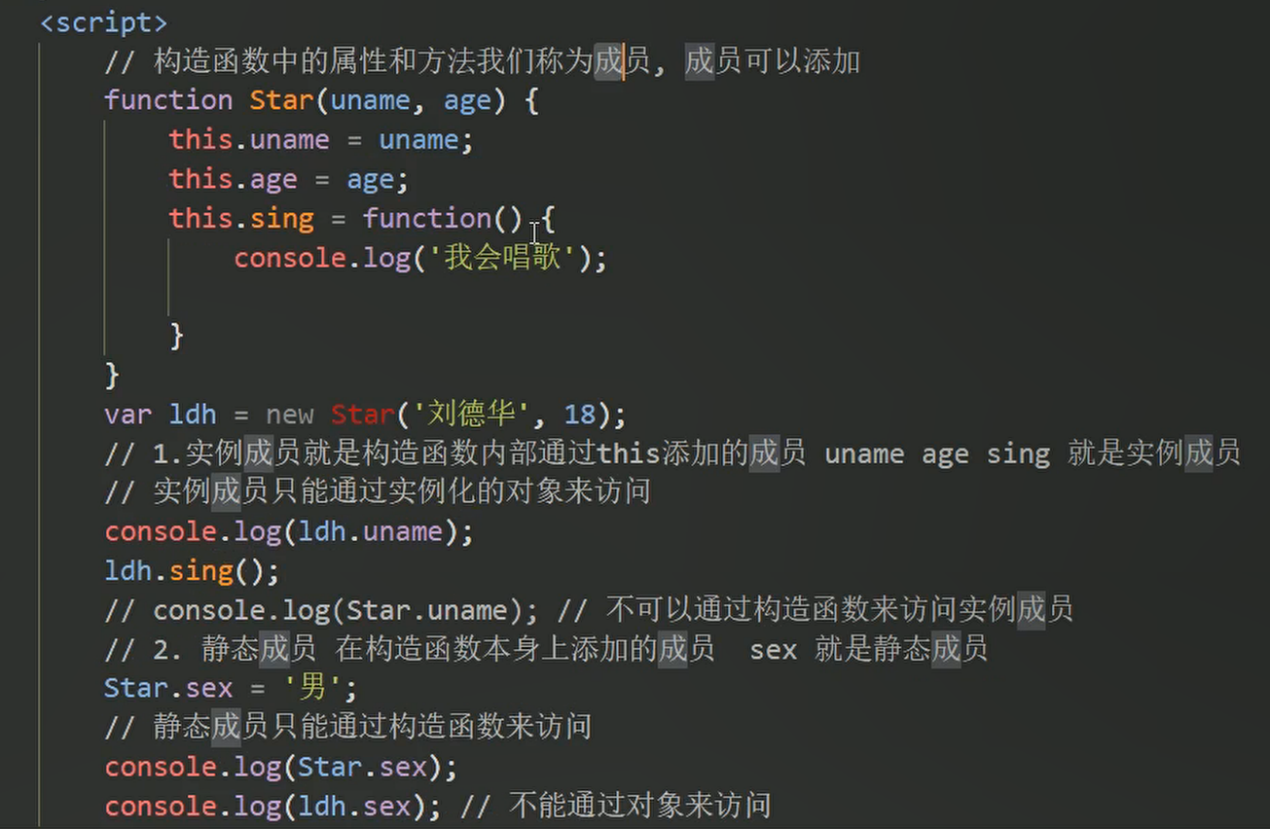 <script>
// 构造函数中的属性和方法我们称为成员, 成员可以添加
function Star(uname, age) {
this.uname = uname;
this.age = age;
this.sing = function() {
console.log('我会唱歌');
}
}
var ldh = new Star('刘德华', 18);
// 1.实例成员就是构造函数内部通过this添加的成员 uname age sing 就是实例成员
// 实例成员只能通过实例化的对象来访问
console.log(ldh.uname);
ldh.sing();
// console.log(Star.uname); // 不可以通过构造函数来访问实例成员
// 2. 静态成员 在构造函数本身上添加的成员 sex 就是静态成员
Star.sex = '男';
// 静态成员只能通过构造函数来访问
console.log(Star.sex);
console.log(ldh.sex); // 不能通过对象来访问